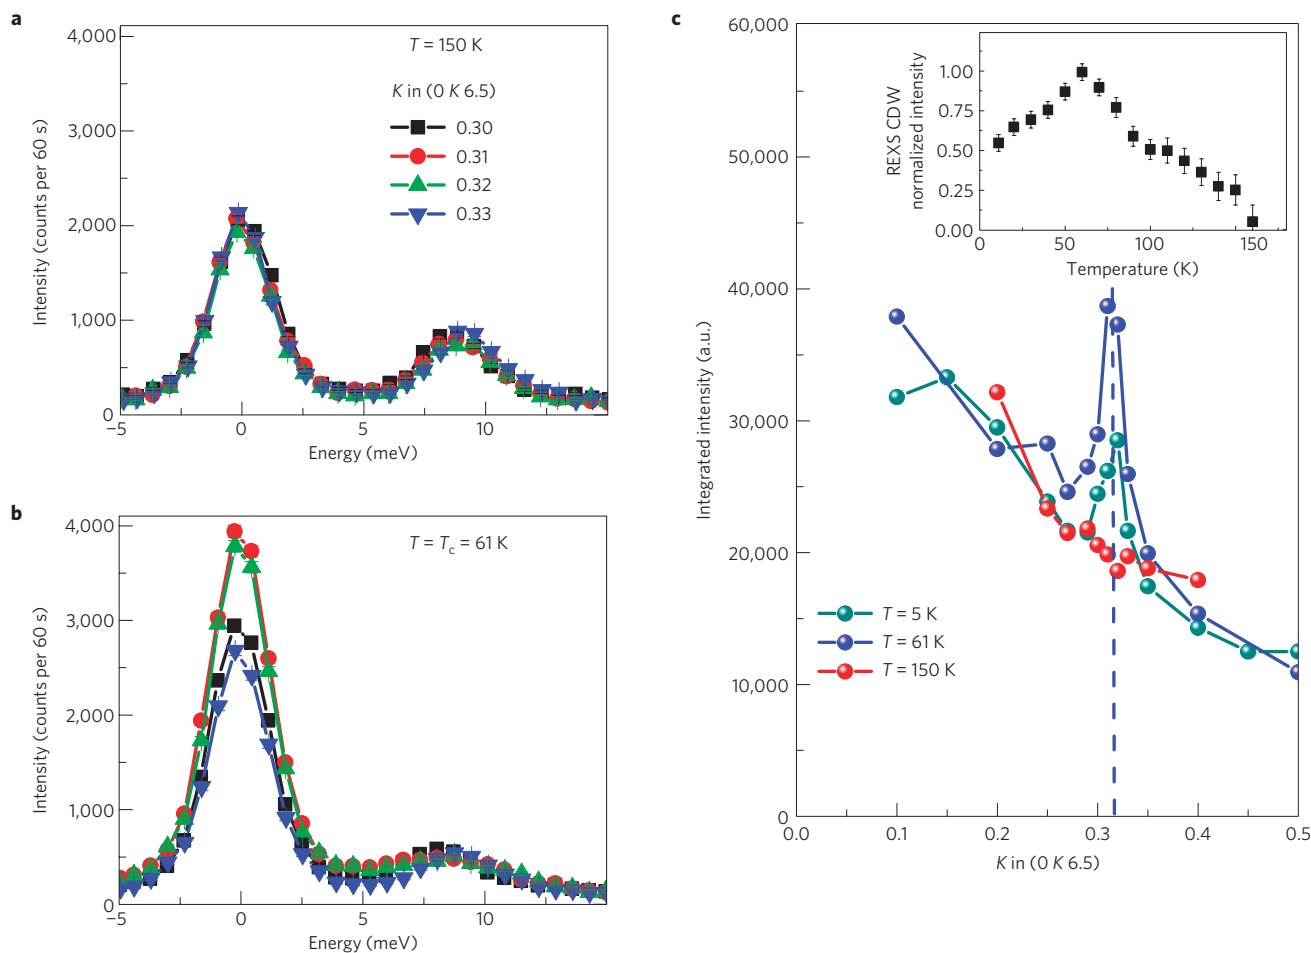 a
4,000
3,000
2,000
1,000
0
Intensity (counts per 60 s)
T = 150 K
K in (0 K 6.5)
0.30
0.31
0.32
0.33
−5
0
5
10
Energy (meV)
b
4,000
3,000
2,000
1,000
0
Intensity (counts per 60 s)
T = Tc = 61 K
−5
0
5
10
Energy (meV)
c
60,000
50,000
40,000
30,000
20,000
10,000
0
Integrated intensity (a.u.)
REXS CDW
normalized intensity
1.00
0.75
0.50
0.25
0.00
0
50
100
150
Temperature (K)
T = 5 K
T = 61 K
T = 150 K
0.0
0.1
0.2
0.3
0.4
0.5
K in (0 K 6.5)